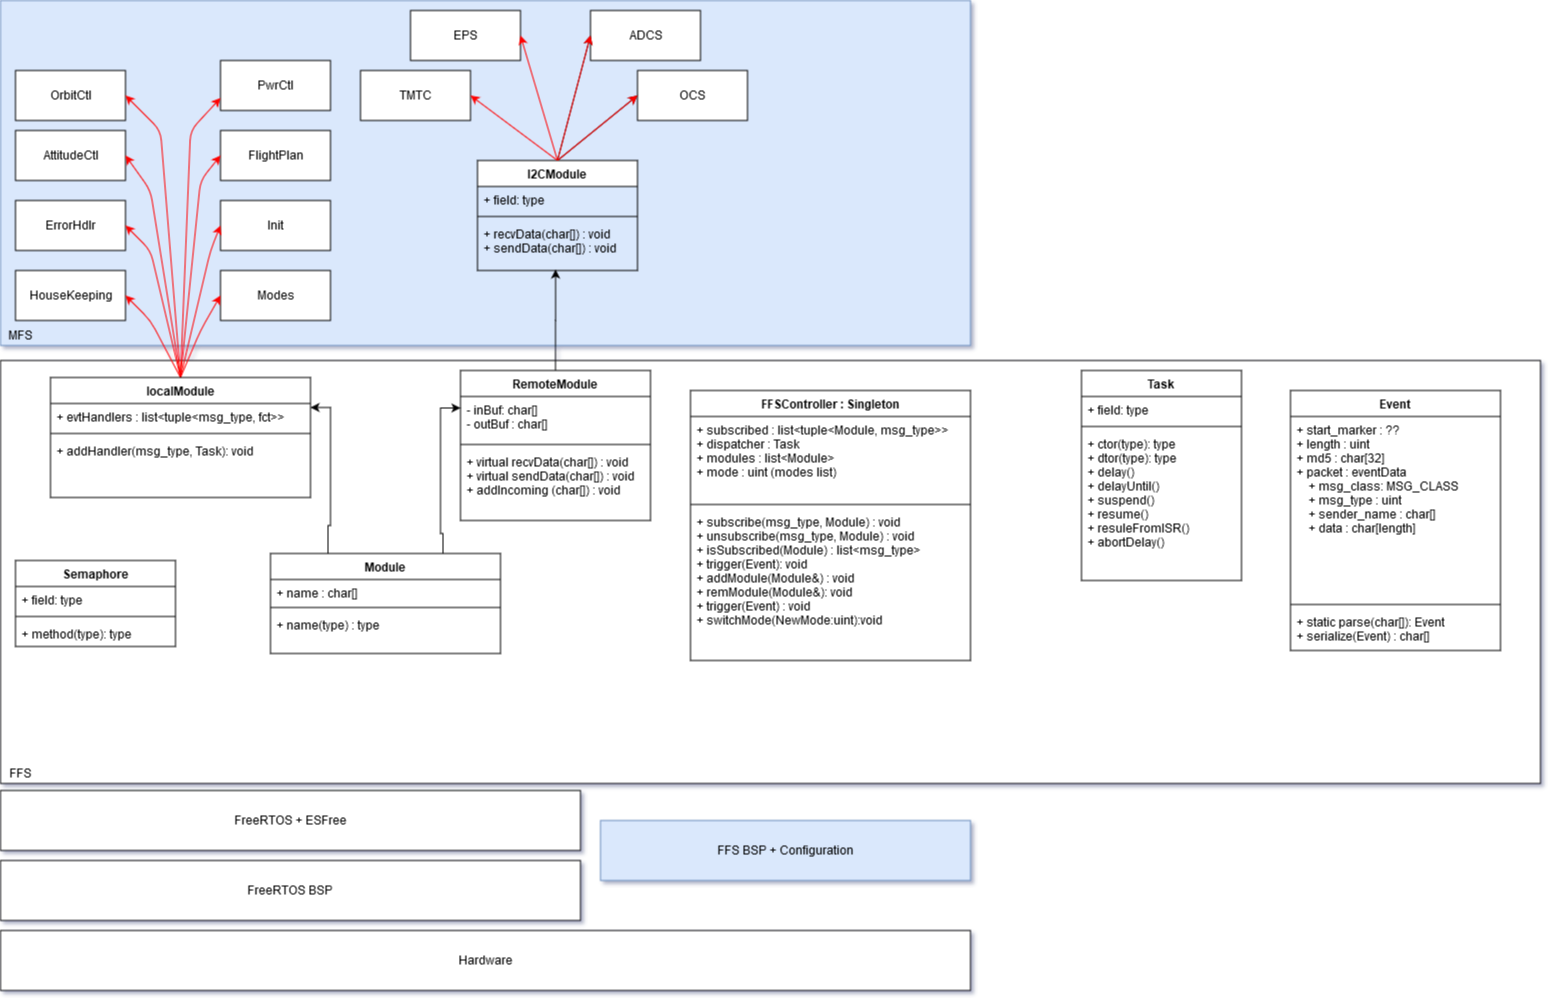 EPS
ADCS
TMTC
OCS
OrbitCtl
PwrCtl
AttitudeCtl
FlightPlan
ErrorHdlr
Init
HouseKeeping
Modes
I2CModule
+ field: type
+ recvData(char[]) : void
+ sendData(char[]) : void
MFS
localModule
+ evtHandlers : list<tuple<msg_type, fct>>
+ addHandler(msg_type, Task): void
RemoteModule
- inBuf: char[]
- outBuf : char[]
+ virtual recvData(char[]) : void
+ virtual sendData(char[]) : void
+ addIncoming (char[]) : void
FFSController : Singleton
+ subscribed : list<tuple<Module, msg_type>>
+ dispatcher : Task
+ modules : list<Module>
+ mode : uint (modes list)
+ subscribe(msg_type, Module) : void
+ unsubscribe(msg_type, Module) : void
+ isSubscribed(Module) : list<msg_type>
+ trigger(Event): void
+ addModule(Module&) : void
+ remModule(Module&): void
+ trigger(Event) : void
+ switchMode(NewMode:uint):void
Task
+ field: type
+ ctor(type): type
+ dtor(type): type
+ delay()
+ delayUntil()
+ suspend()
+ resume()
+ resuleFromISR()
+ abortDelay()
Event
+ start_marker : ??
+ length : uint
+ md5 : char[32]
+ packet : eventData
+ msg_class: MSG_CLASS
+ msg_type : uint
+ sender_name : char[]
+ data : char[length]
+ static parse(char[]): Event
+ serialize(Event) : char[]
Semaphore
+ field: type
+ method(type): type
Module
+ name : char[]
+ name(type) : type
FFS
FreeRTOS + ESFree
FFS BSP + Configuration
FreeRTOS BSP
Hardware